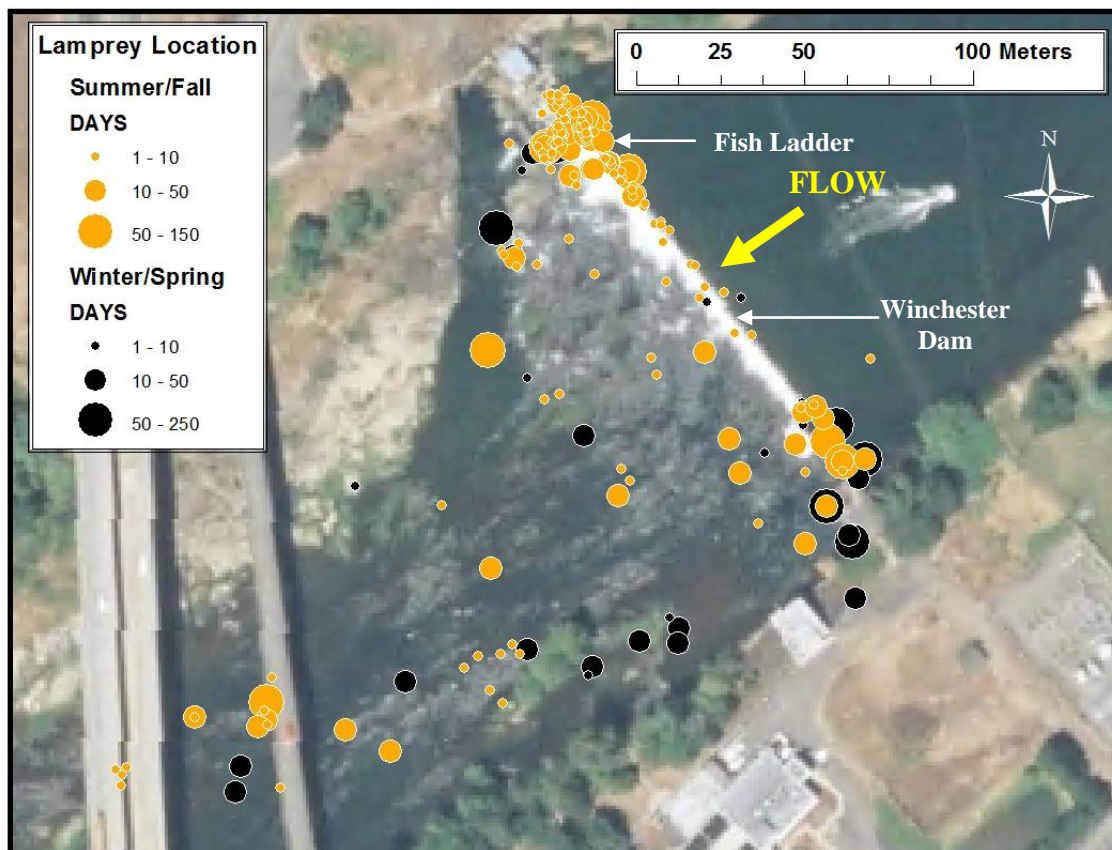 Lamprey Location
Summer/Fall
DAYS
1 - 10
10 - 50
50 - 150
Winter/Spring
DAYS
1 - 10
10 - 50
50 - 250
0 25 50 100 Meters
Fish Ladder
FLOW
N
Winchester
Dam